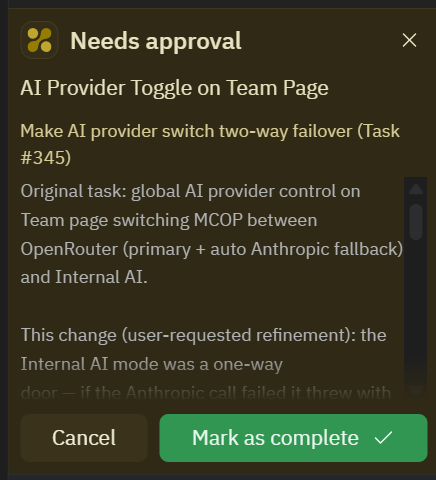 Needs approval
AI Provider Toggle on Team Page
Make AI provider switch two-way failover (Task
#345)
Original task: global AI provider control on
Team page switching MCOP between
OpenRouter (primary + auto Anthropic fallback)
and Internal AI.
This change (user-requested refinement): the
Internal AI mode was a one-way
door — if the Anthropic call failed it threw with
Cancel
Mark as complete